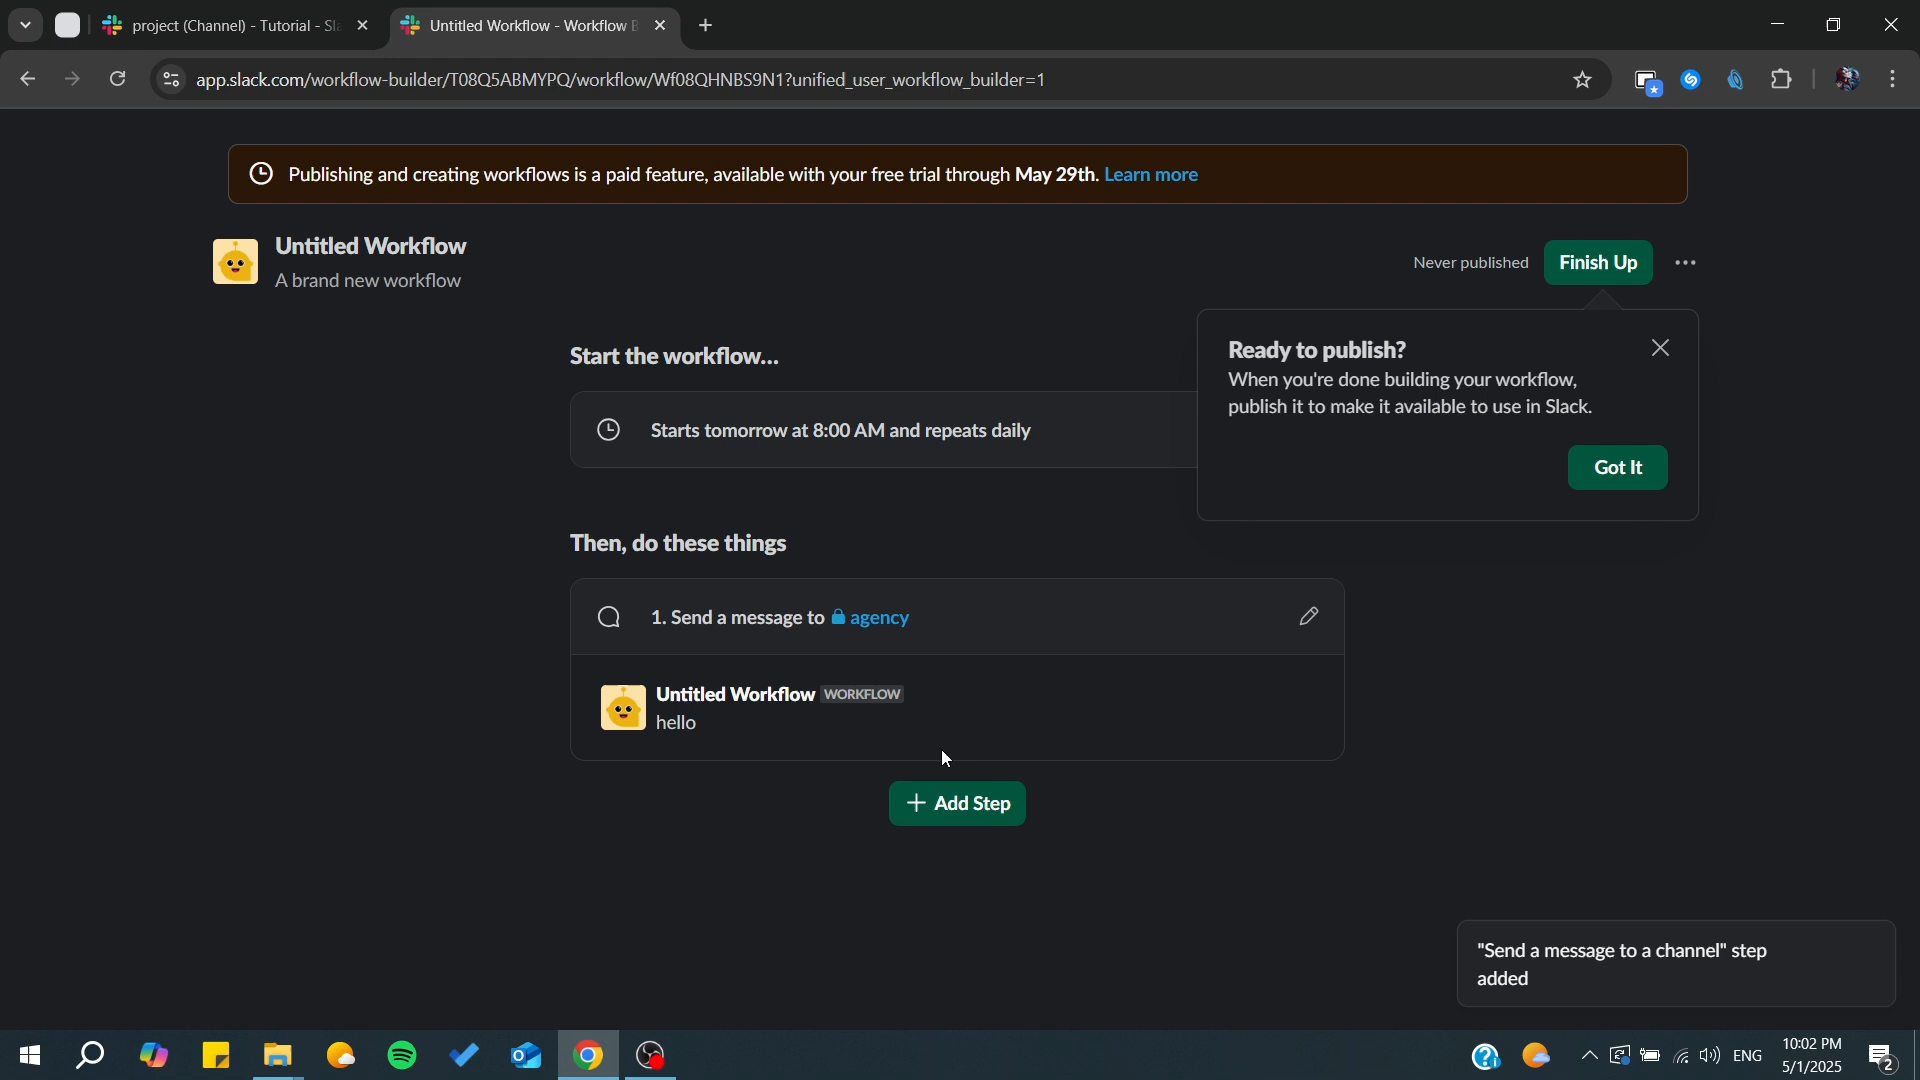 project (Channel) - Tutorial - Sla
Untitled Workflow - Workflow B
app.slack.com/workflow-builder/T08Q5ABMYPQ/workflow/Wf08QHNBS9N1?unified_user_workflow_builder=1
Publishing and creating workflows is a paid feature, available with your free trial through May 29th. Learn more
Untitled Workflow
A brand new workflow
Never published
Finish Up
Ready to publish?
When you're done building your workflow,
publish it to make it available to use in Slack.
Got It
Start the workflow...
Starts tomorrow at 8:00 AM and repeats daily
Then, do these things
1. Send a message to agency
Untitled Workflow WORKFLOW
hello
+ Add Step
"Send a message to a channel" step
added
ENG
10:02 PM
5/1/2025
2